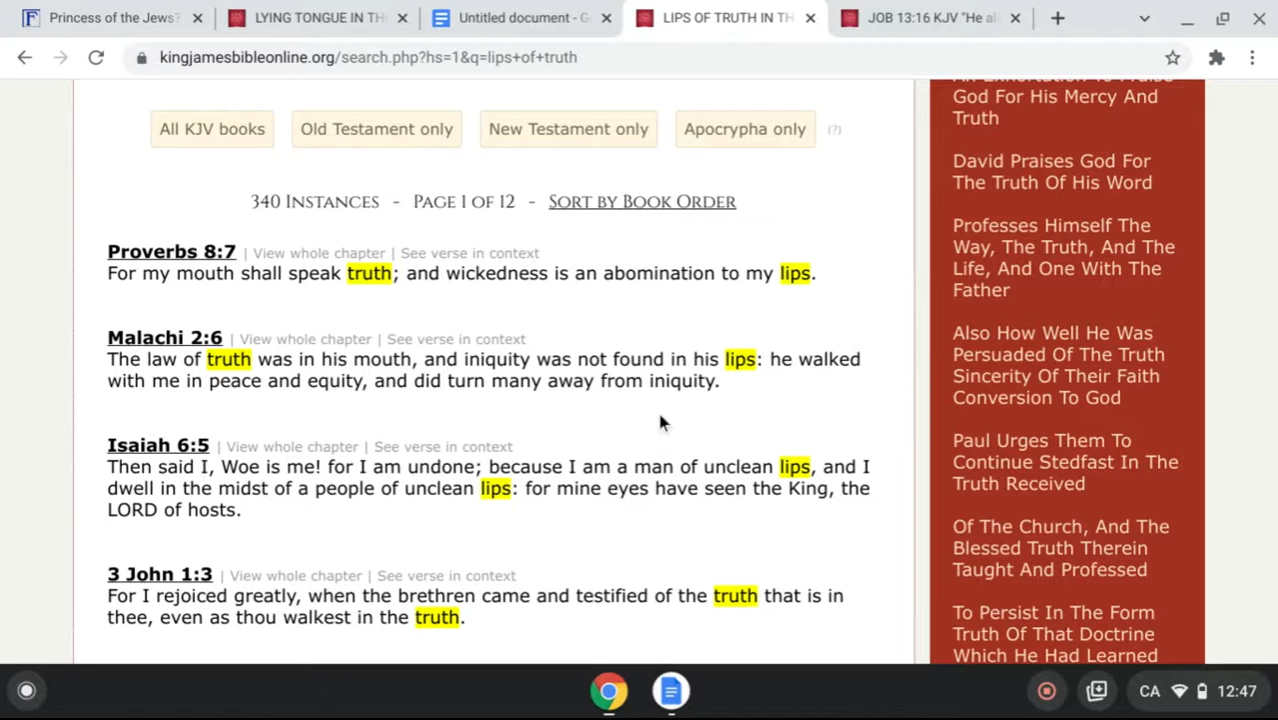 Princess of the Jews?
LYING TONGUE IN TH
Untitled document - G
LIPS OF TRUTH IN TH
JOB 13:16 KJV "He al
kingjamesbibleonline.org/search.php?hs=1&q=lips+of+truth
All KJV books Old Testament only New Testament only Apocrypha only (?)
340 Instances - Page 1 of 12 - Sort by Book Order
Proverbs 8:7 | View whole chapter | See verse in context
For my mouth shall speak truth; and wickedness is an abomination to my lips.
Malachi 2:6 | View whole chapter | See verse in context
The law of truth was in his mouth, and iniquity was not found in his lips: he walked
with me in peace and equity, and did turn many away from iniquity.
Isaiah 6:5 | View whole chapter | See verse in context
Then said I, Woe is me! for I am undone; because I am a man of unclean lips, and I
dwell in the midst of a people of unclean lips: for mine eyes have seen the King, the
LORD of hosts.
3 John 1:3 | View whole chapter | See verse in context
For I rejoiced greatly, when the brethren came and testified of the truth that is in
thee, even as thou walkest in the truth.
An Exhortation To Praise
God For His Mercy And
Truth
David Praises God For
The Truth Of His Word
Professes Himself The
Way, The Truth, And The
Life, And One With The
Father
Also How Well He Was
Persuaded Of The Truth
Sincerity Of Their Faith
Conversion To God
Paul Urges Them To
Continue Stedfast In The
Truth Received
Of The Church, And The
Blessed Truth Therein
Taught And Professed
To Persist In The Form
Truth Of That Doctrine
Which He Had Learned
CA 12:47